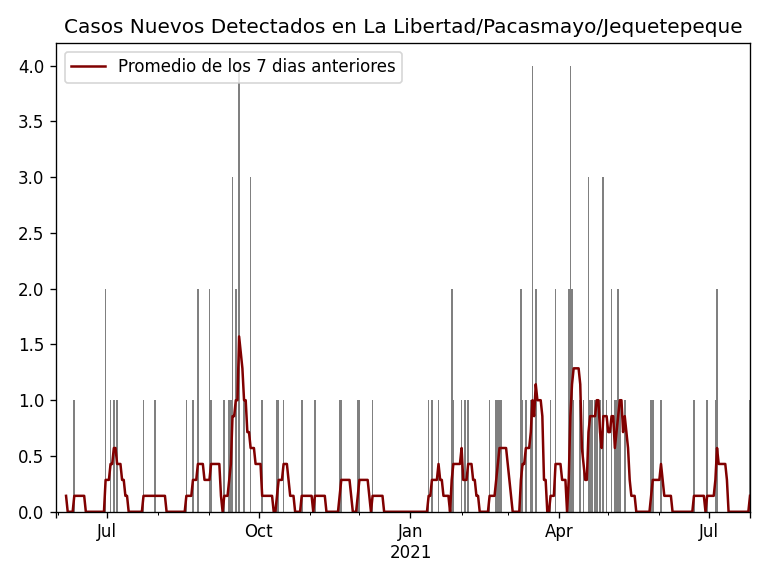 Casos Nuevos Detectados en La Libertad/Pacasmayo/Jequetepeque
Promedio de los 7 dias anteriores
4.0
3.5
3.0
2.5
2.0
1.5
1.0
0.5
0.0
Jul
Oct
Jan
2021
Apr
Jul